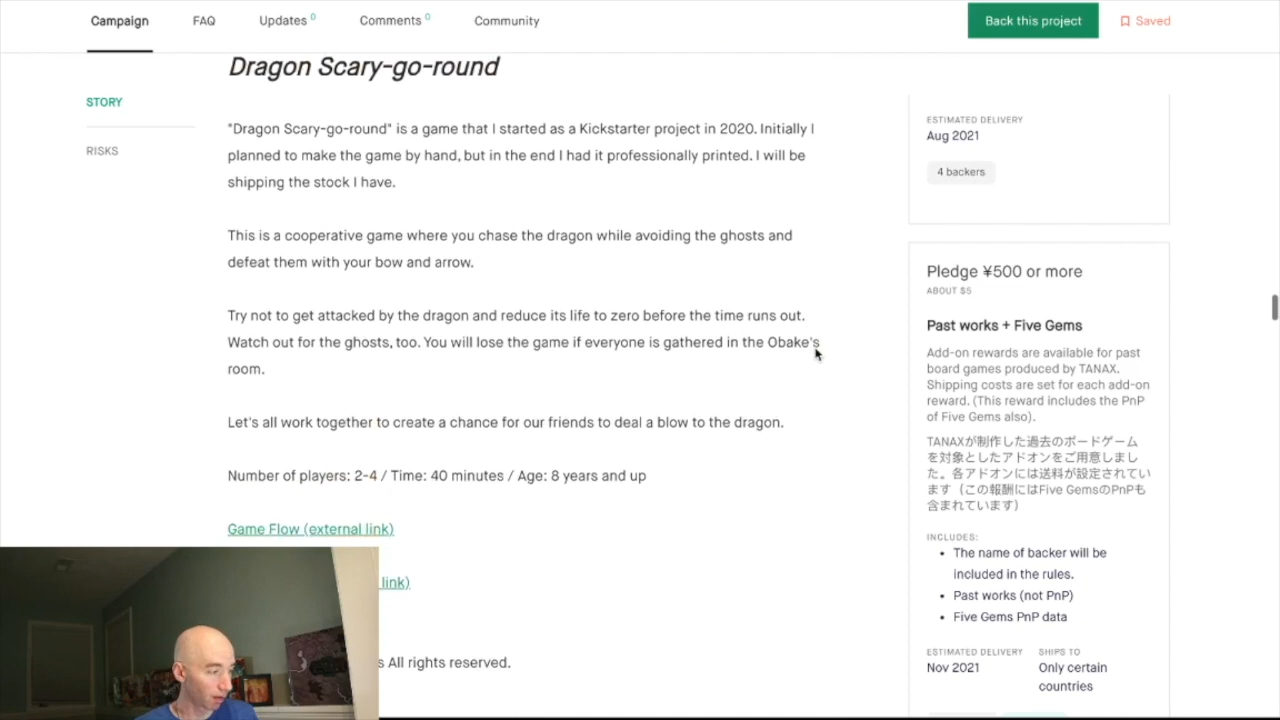 Campaign FAQ Updates 0 Comments 0 Community Back this project Saved
Dragon Scary-go-round
STORY
RISKS
"Dragon Scary-go-round" is a game that I started as a Kickstarter project in 2020. Initially I
planned to make the game by hand, but in the end I had it professionally printed. I will be
shipping the stock I have.
This is a cooperative game where you chase the dragon while avoiding the ghosts and
defeat them with your bow and arrow.
Try not to get attacked by the dragon and reduce its life to zero before the time runs out.
Watch out for the ghosts, too. You will lose the game if everyone is gathered in the Obake's
room.
Let's all work together to create a chance for our friends to deal a blow to the dragon.
Number of players: 2-4 / Time: 40 minutes / Age: 8 years and up
Game Flow (external link)
link)
s All rights reserved.
ESTIMATED DELIVERY
Aug 2021
4 backers
Pledge ¥500 or more
ABOUT $5
Past works + Five Gems
Add-on rewards are available for past
board games produced by TANAX.
Shipping costs are set for each add-on
reward. (This reward includes the PnP
of Five Gems also).
TANAXが制作した過去のボードゲーム
を対象としたアドオンをご用意しまし
た。各アドオンには送料が設定されてい
ます（この報酬にはFive GemsのPnPも
含まれています）
INCLUDES:
• The name of backer will be
included in the rules.
• Past works (not PnP)
• Five Gems PnP data
ESTIMATED DELIVERY SHIPS TO
Nov 2021 Only certain
countries